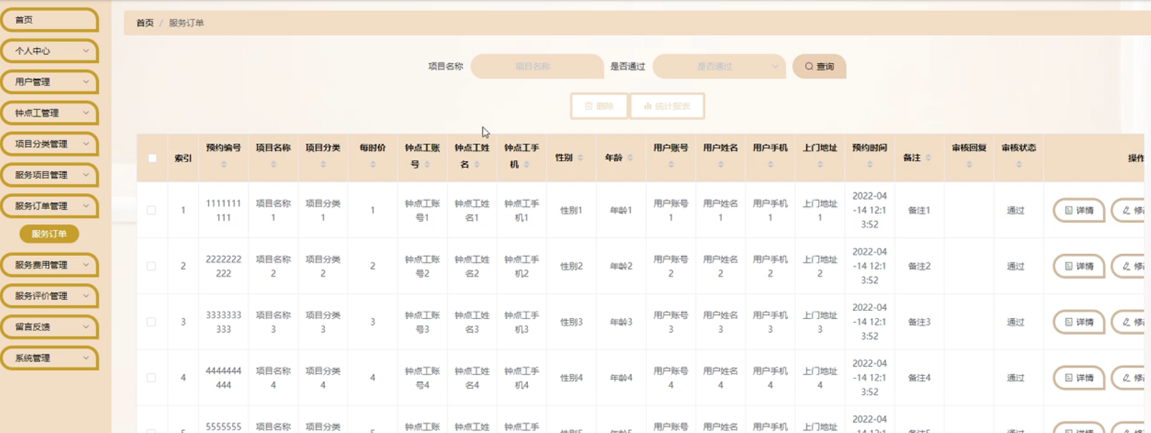 首页
个人中心
用户管理
钟点工管理
项目分类管理
服务项目管理
服务订单管理
服务订单
服务费用管理
服务评价管理
留言反馈
系统管理
首页 / 服务订单
项目名称 项目名称 是否通过 是否通过 查询
删除 统计报表
索引 预约编号 项目名称 项目分类 每时价 钟点工账号 钟点工姓名 钟点工手机 性别 年龄 用户账号 用户姓名 用户手机 上门地址 预约时间 备注 审核回复 审核状态 操作
1 1111111111 项目名称1 项目分类1 1 钟点工账号1 钟点工姓名1 钟点工手机1 性别1 年龄1 用户账号1 用户姓名1 用户手机1 上门地址1 2022-04-14 12:13:52 备注1 通过 详情 修
2 2222222222 项目名称2 项目分类2 2 钟点工账号2 钟点工姓名2 钟点工手机2 性别2 年龄2 用户账号2 用户姓名2 用户手机2 上门地址2 2022-04-14 12:13:52 备注2 通过 详情 修
3 3333333333 项目名称3 项目分类3 3 钟点工账号3 钟点工姓名3 钟点工手机3 性别3 年龄3 用户账号3 用户姓名3 用户手机3 上门地址3 2022-04-14 12:13:52 备注3 通过 详情 修
4 4444444444 项目名称4 项目分类4 4 钟点工账号4 钟点工姓名4 钟点工手机4 性别4 年龄4 用户账号4 用户姓名4 用户手机4 上门地址4 2022-04-14 12:13:52 备注4 通过 详情 修
5555555 项目名称 项目分类 钟点工账 钟点工姓 钟点工手 用户账号 用户姓名 用户手机 上门地址 2022-04